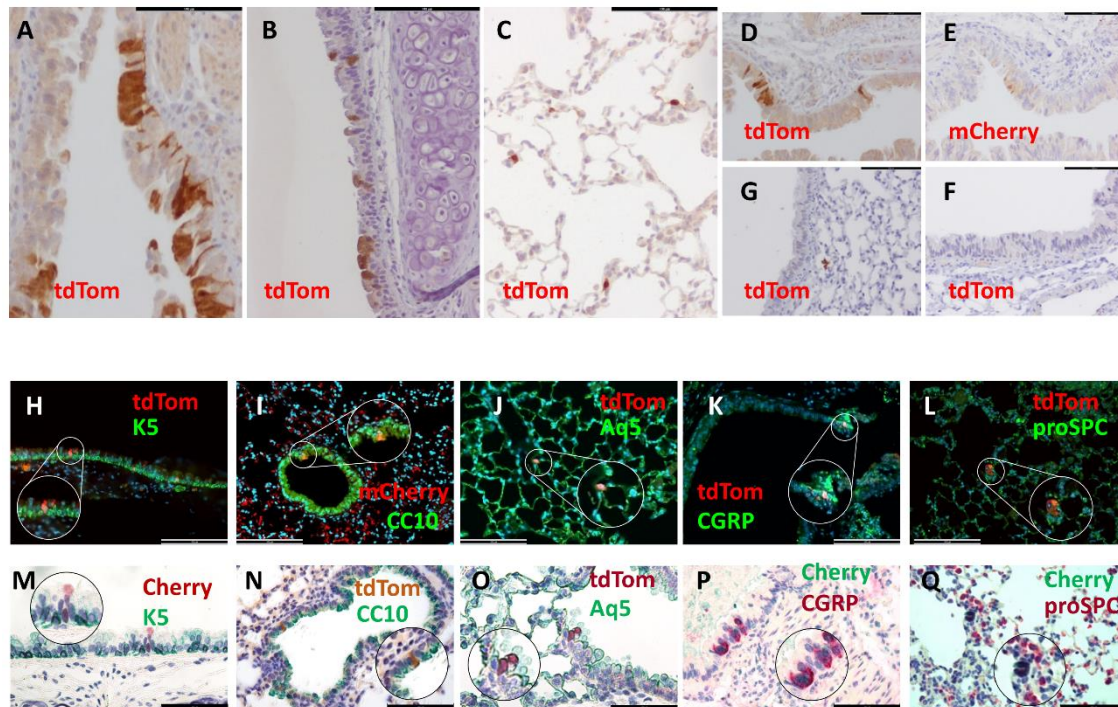 A
tdTom
B
tdTom
C
tdTom
D
tdTom
E
mCherry
G
tdTom
F
tdTom
H
tdTom
K5
I
mCherry
CC10
J
tdTom
Aq5
K
tdTom
CGRP
L
tdTom
proSPC
M
Cherry
K5
N
tdTom
CC10
O
tdTom
Aq5
P
Cherry
CGRP
Q
Cherry
proSPC